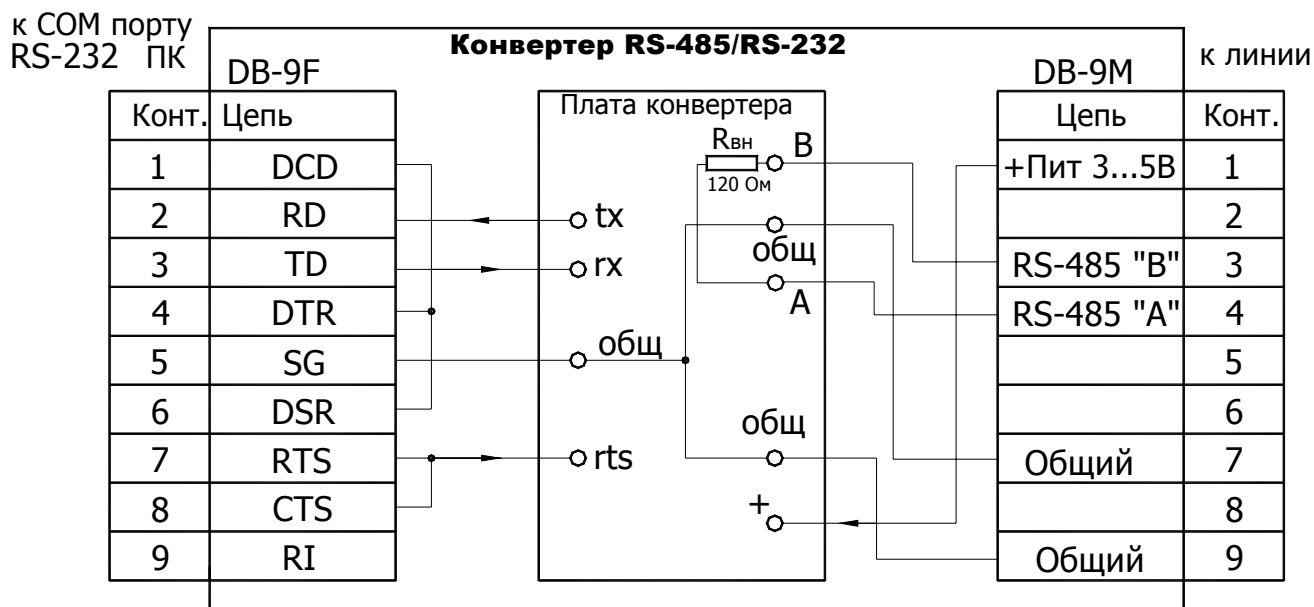 к COM порту
RS-232 ПК
Конвертер RS-485/RS-232
к линии
DB-9F
DB-9M
Конт. Цепь
Плата конвертера
Цепь Конт.
1 DCD
Rвн
B
120 Ом
+Пит 3...5В 1
2 RD
tx
общ
2
3 TD
rx
RS-485 "B" 3
4 DTR
A
RS-485 "A" 4
5 SG
общ
5
6 DSR
общ
6
7 RTS
rts
Общий 7
8 CTS
+
8
9 RI
Общий 9